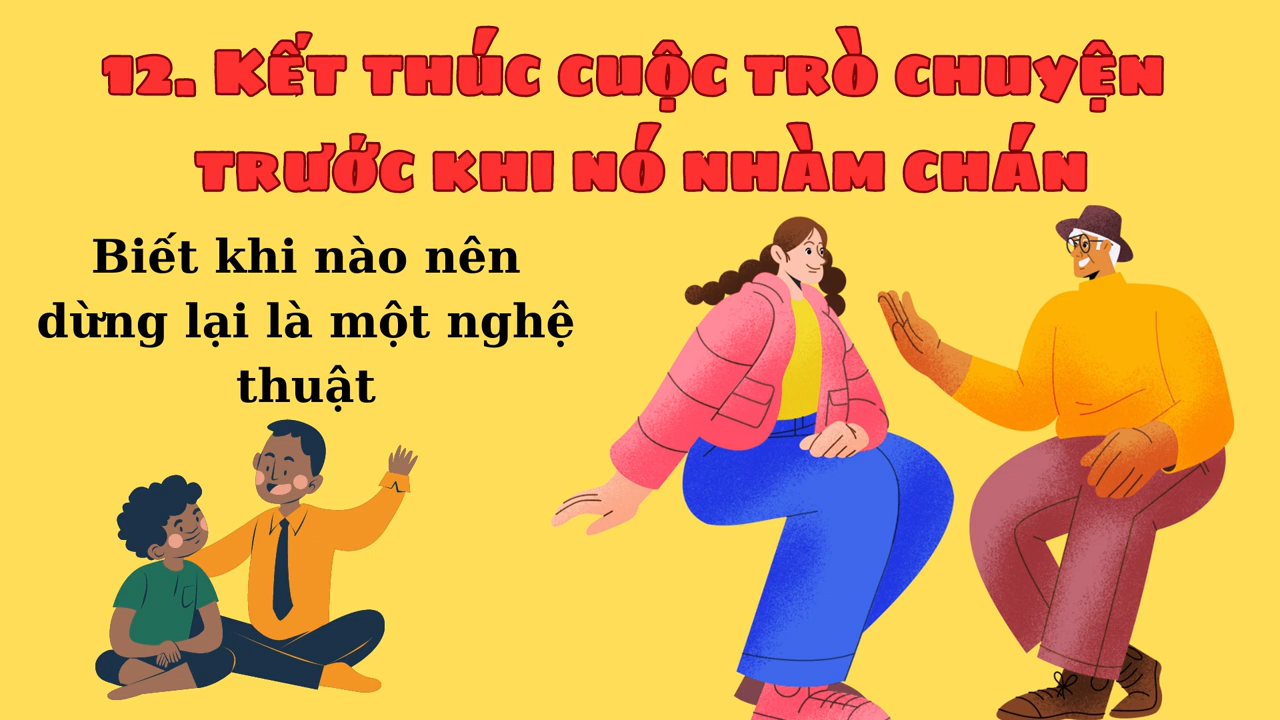 12. Kết thúc cuộc trò chuyện
trước khi nó nhàm chán
Biết khi nào nên
dừng lại là một nghệ
thuật